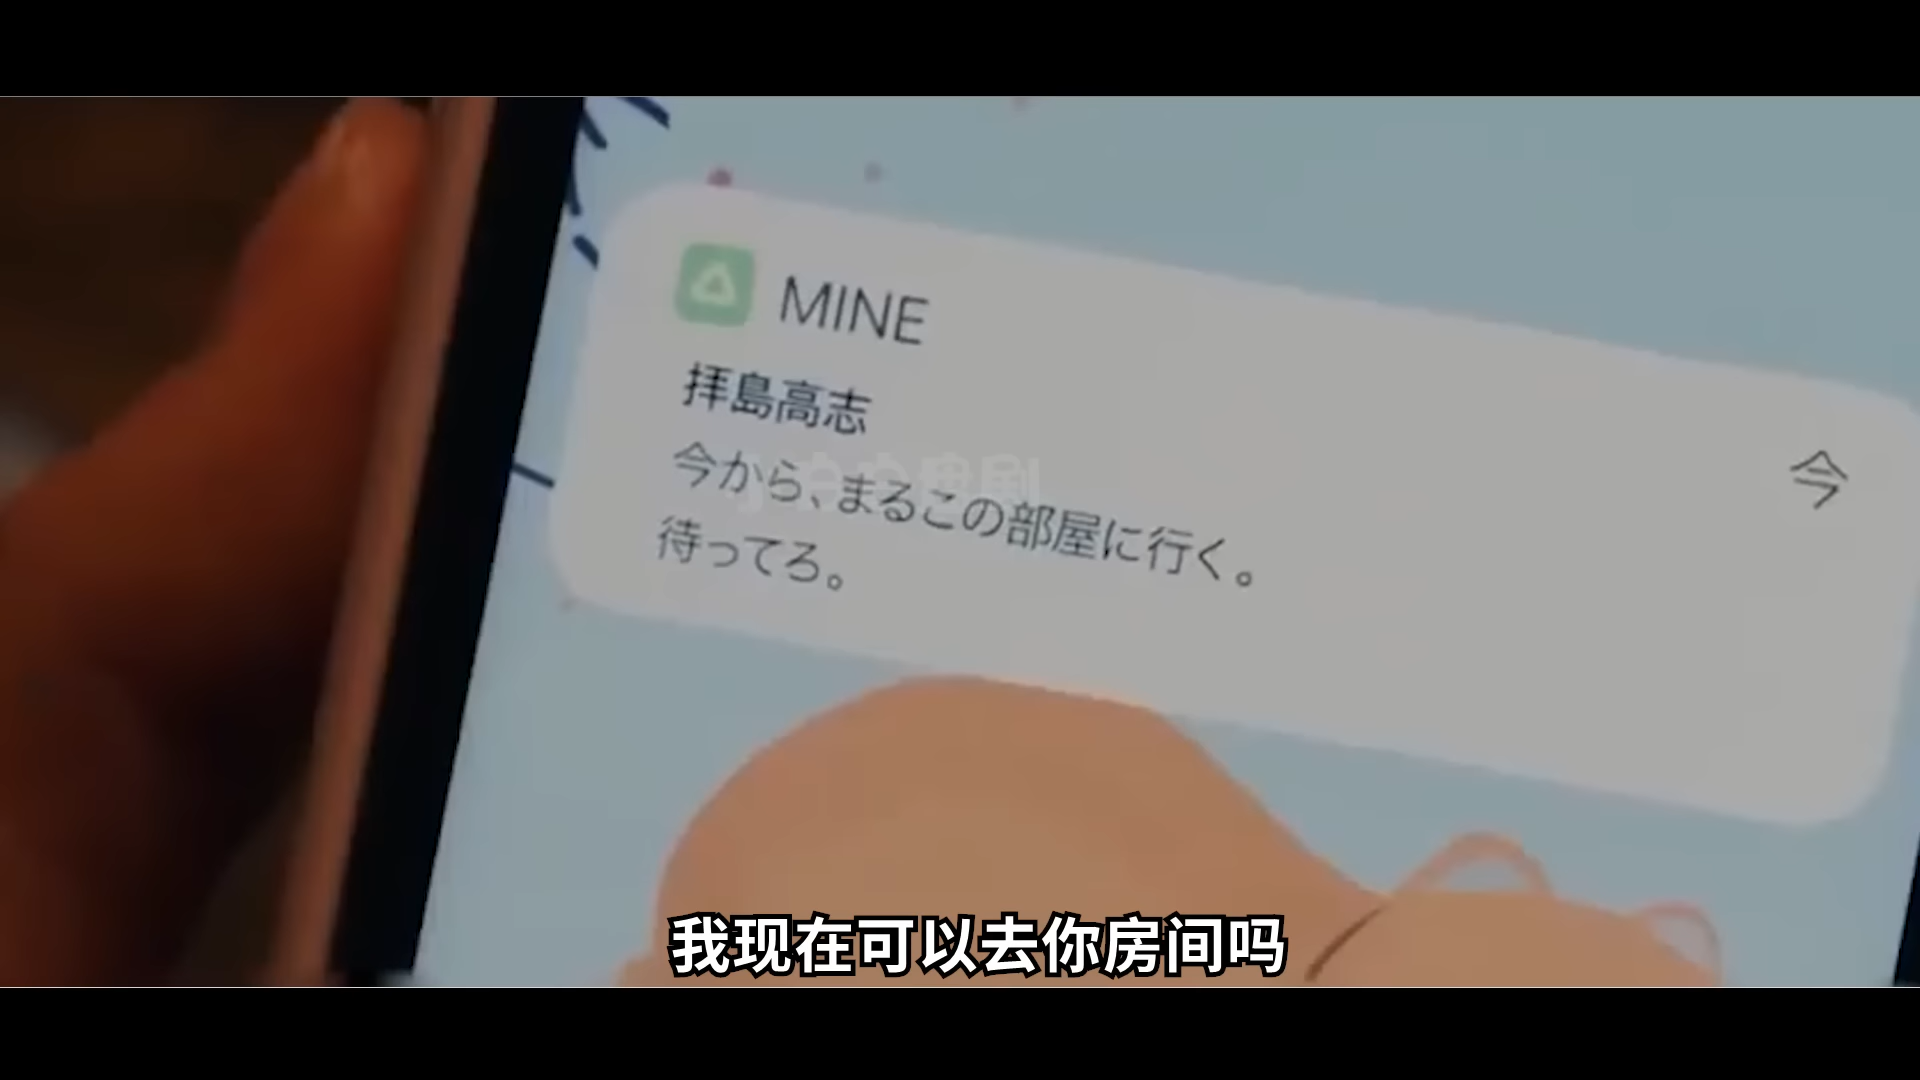 MINE
拝島高志
今
今から、まるこの部屋に行く。
待ってろ。
我现在可以去你房间吗